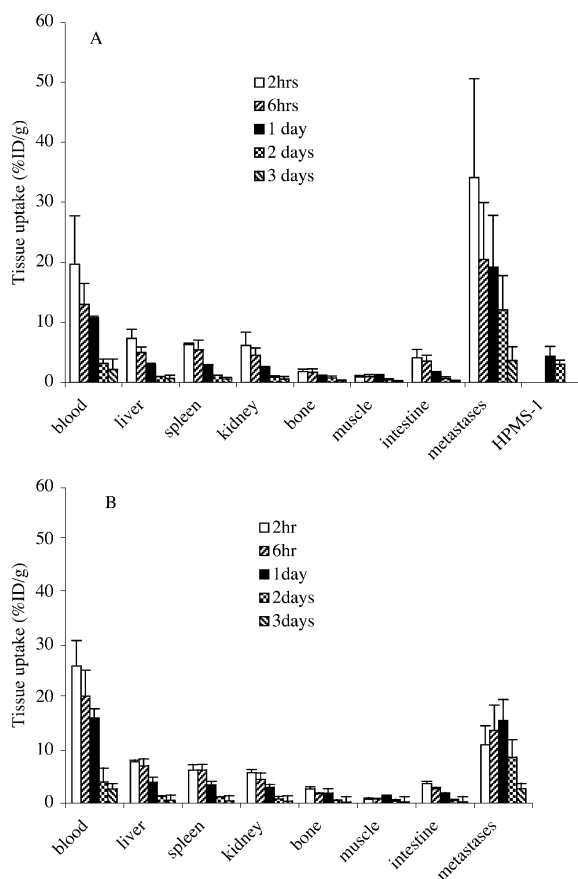 60
A
50
40
30
20
10
0
Tissue uptake (%ID/g)
2hrs
6hrs
1 day
2 days
3 days
blood
liver
spleen
kidney
bone
muscle
intestine
metastases
HPMS-1
60
B
50
40
30
20
10
0
Tissue uptake (%ID/g)
2hr
6hr
1day
2days
3days
blood
liver
spleen
kidney
bone
muscle
intestine
metastases